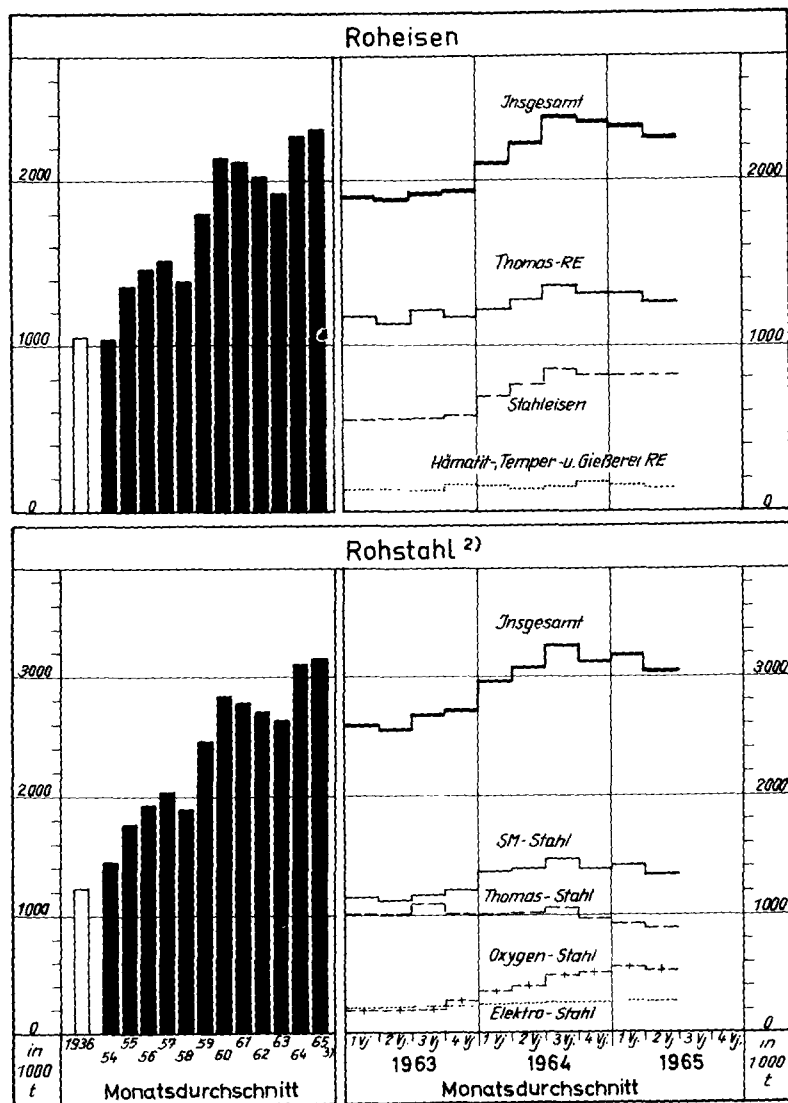 Roheisen
2000
1000
0
Insgesamt
Thomas-RE
Stahleisen
Hämatit-, Temper-u. Gießerei RE
2000
1000
0
Rohstahl 2)
3000
2000
1000
0
Insgesamt
SM-Stahl
Thomas-Stahl
Oxygen-Stahl
Elektro-Stahl
3000
2000
1000
0
in
1000
t
1936 55 57 59 61 63 65
54 56 58 60 62 64 3)
Monatsdurchschnitt
1 Vj. 2 Vj. 3 Vj. 4 Vj. 1 Vj. 2 Vj. 3 Vj. 4 Vj. 1 Vj. 2 Vj. 3 Vj. 4 Vj.
1963 1964 1965
Monatsdurchschnitt
in
1000
t